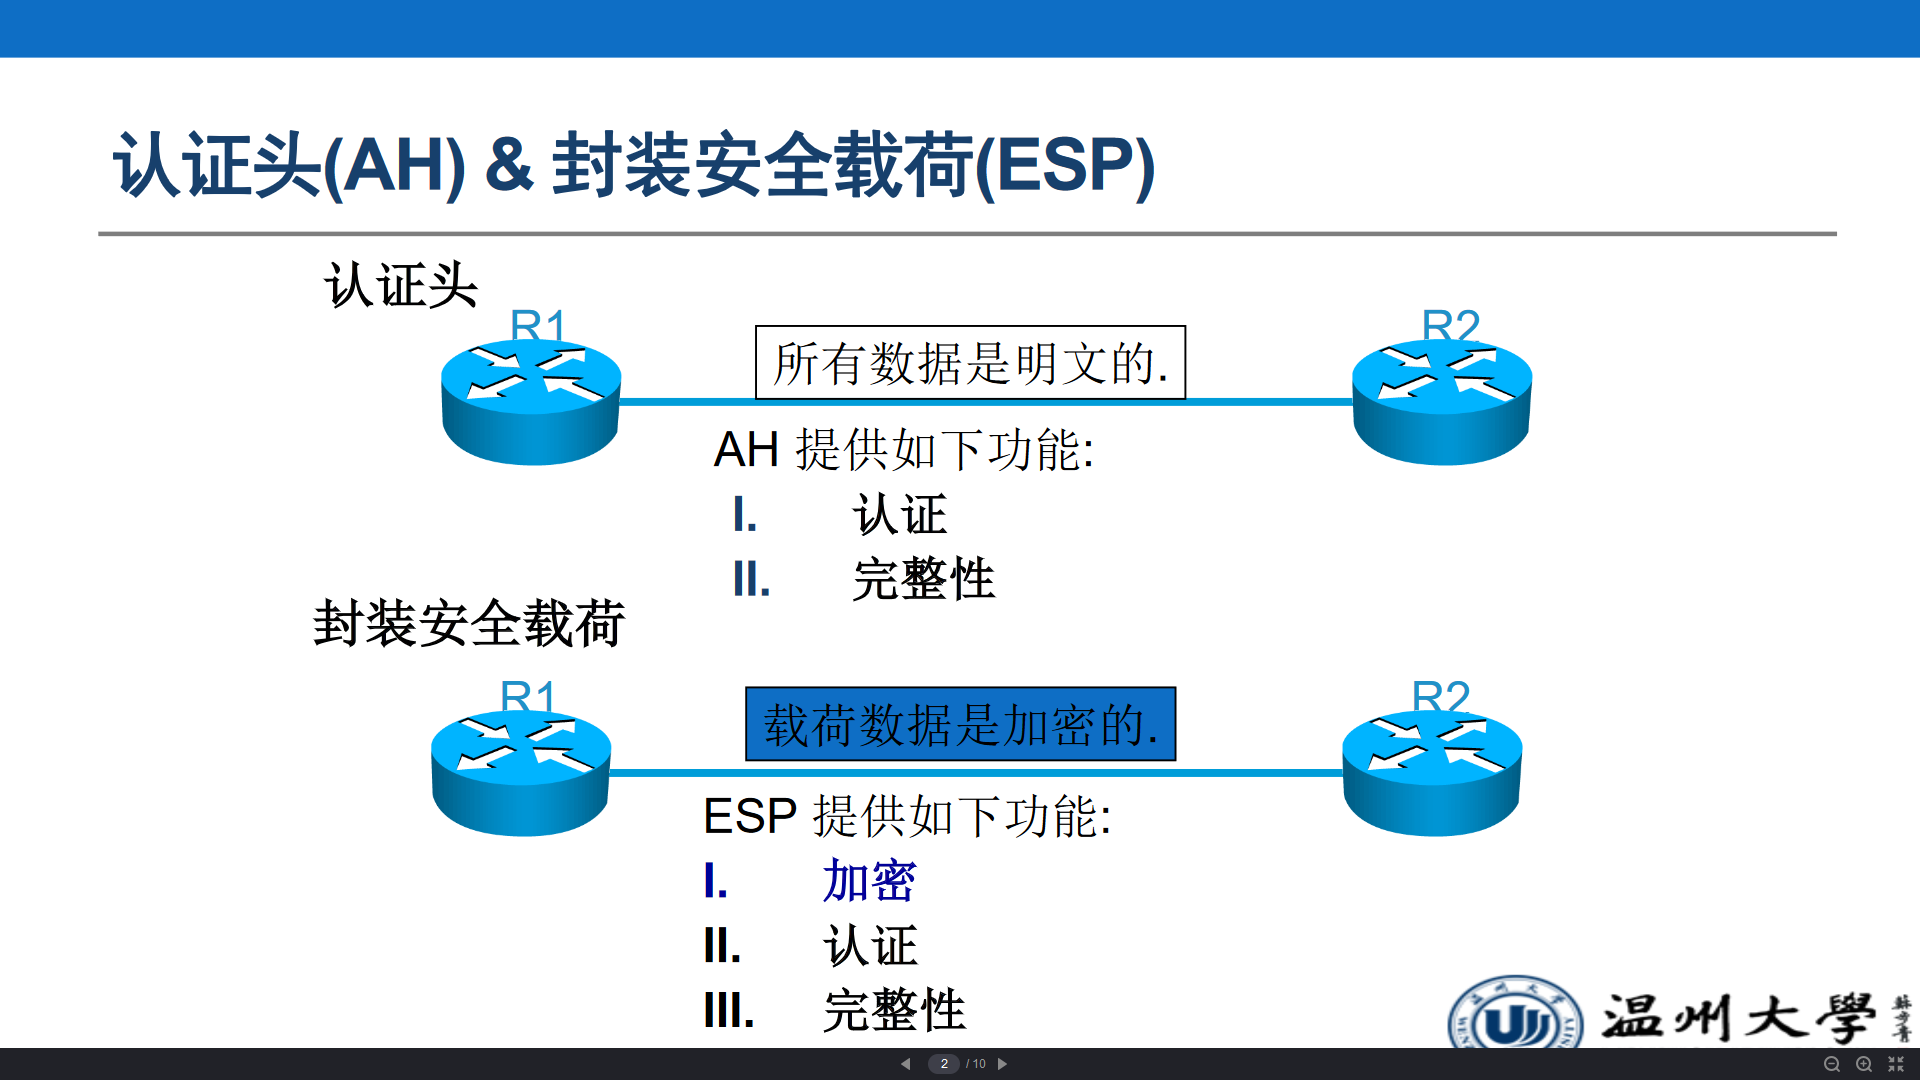 认证头(AH) & 封装安全载荷(ESP)
认证头
R1
R2
所有数据是明文的.
AH 提供如下功能:
I. 认证
II. 完整性
封装安全载荷
R1
R2
载荷数据是加密的.
ESP 提供如下功能:
I. 加密
II. 认证
III. 完整性
温州大學
2 / 10